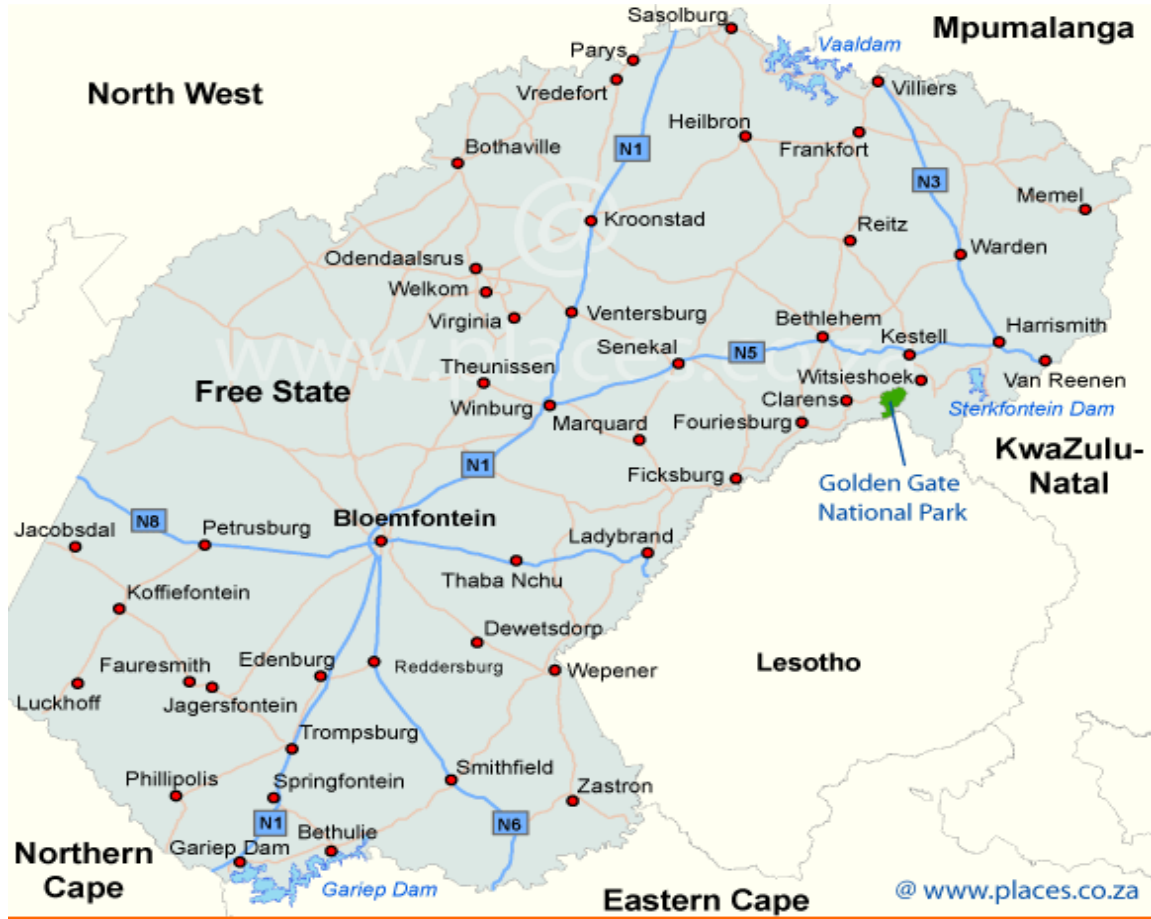 Sasolburg
Mpumalanga
Vaaldam
Parys
North West
Vredefort
Villiers
Heilbron
Frankfort
Bothaville
N1
N3
Memel
@
Kroonstad
Reitz
Warden
Odendaalsrus
Welkom
Virginia
Ventersburg
Bethlehem
Harrismith
Kestell
Senekal
N5
www.places.co.za
Theunissen
Witsieshoek
Van Reenen
Free State
Clarens
Winburg
Marquard
Fouriesburg
Sterkfontein Dam
KwaZulu-
Natal
N1
Ficksburg
Golden Gate
National Park
Bloemfontein
N8
Jacobsdal
Petrusburg
Ladybrand
Thaba Nchu
Koffiefontein
Dewetsdorp
Fauresmith
Edenburg
Reddersburg
Wepener
Lesotho
Luckhoff
Jagersfontein
Trompsburg
Phillipolis
Springfontein
Smithfield
Zastron
N1
N6
Bethulie
Gariep Dam
Northern
Cape
Gariep Dam
Eastern Cape
@ www.places.co.za